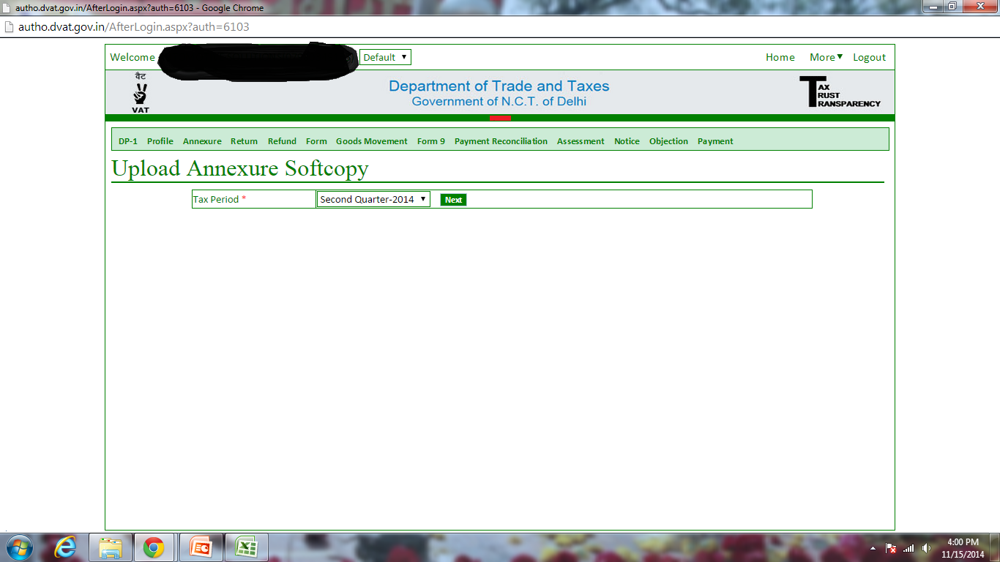 autho.dvat.gov.in/AfterLogin.aspx?auth=6103 - Google Chrome
autho.dvat.gov.in/AfterLogin.aspx?auth=6103
Welcome Default Home More Logout
वैट
VAT
Department of Trade and Taxes
Government of N.C.T. of Delhi
TAX
TRUST
TRANSPARENCY
DP-1 Profile Annexure Return Refund Form Goods Movement Form 9 Payment Reconciliation Assessment Notice Objection Payment
Upload Annexure Softcopy
Tax Period * Second Quarter-2014 Next
4:00 PM
11/15/2014